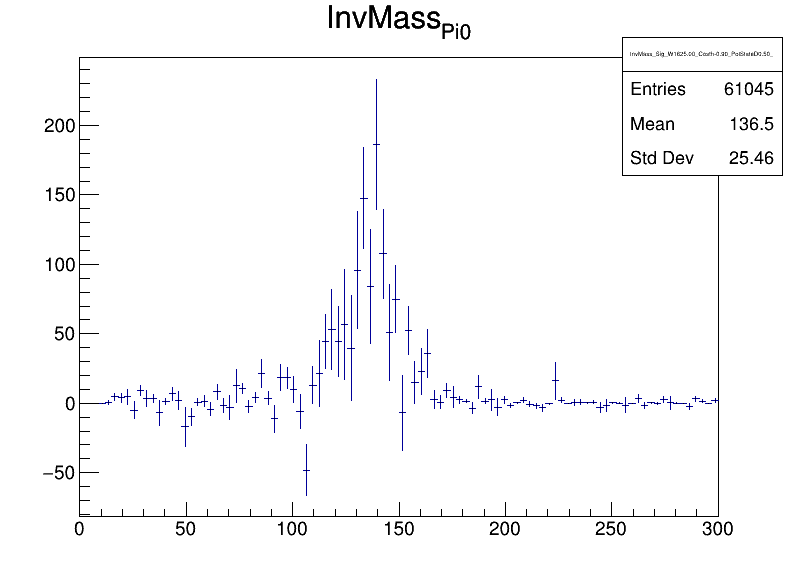 InvMass_Pi0
InvMass_Sig_W1625.00_Costh-0.90_PolStateD0.50_
Entries 61045
Mean 136.5
Std Dev 25.46
200
150
100
50
0
−50
0 50 100 150 200 250 300